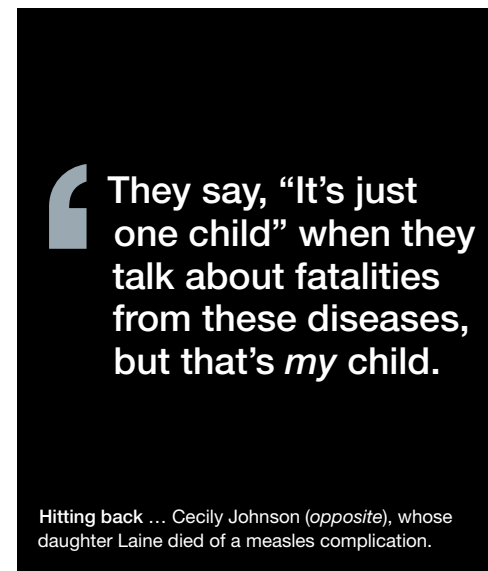 They say, “It’s just
one child” when they
talk about fatalities
from these diseases,
but that’s my child.
Hitting back … Cecily Johnson (opposite), whose
daughter Laine died of a measles complication.